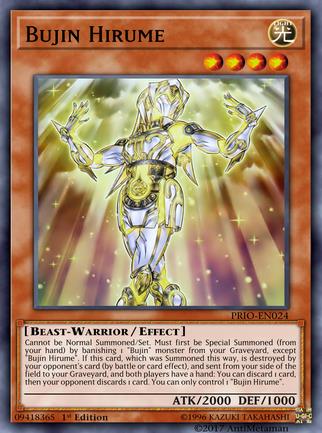 Bujin Hirume
LIGHT
光
PRIO-EN024
[Beast-Warrior / Effect]
Cannot be Normal Summoned/Set. Must first be Special Summoned (from
your hand) by banishing 1 "Bujin" monster from your Graveyard, except
"Bujin Hirume". If this card, which was Summoned this way, is destroyed
by your opponent's card (by battle or card effect), and sent from your side of
the field to your Graveyard, and both players have a hand: You can discard 1 card,
then your opponent discards 1 card. You can only control 1 "Bujin Hirume".
ATK/2000 DEF/1000
09418365 1st Edition ©1996 KAZUKI TAKAHASHI
©2017 AntiMetaman